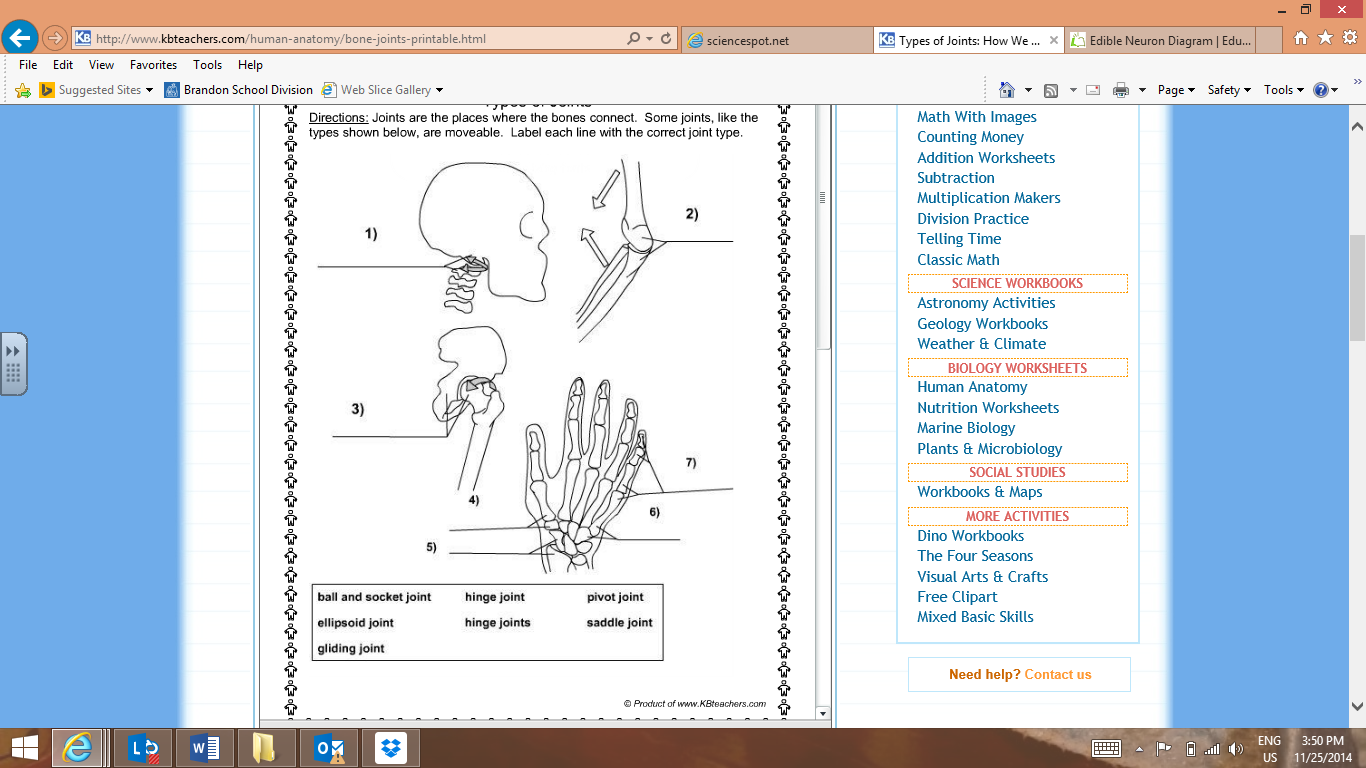 http://www.kbteachers.com/human-anatomy/bone-joints-printable.html
sciencespot.net
Types of Joints: How We ...
Edible Neuron Diagram | Edu...
File Edit View Favorites Tools Help
Suggested Sites
Brandon School Division
Web Slice Gallery
Page Safety Tools
Types of Joints
Directions: Joints are the places where the bones connect. Some joints, like the
types shown below, are moveable. Label each line with the correct joint type.
1)
2)
3)
4)
5)
6)
7)
ball and socket joint hinge joint pivot joint
ellipsoid joint hinge joints saddle joint
gliding joint
© Product of www.KBteachers.com
Math With Images
Counting Money
Addition Worksheets
Subtraction
Multiplication Makers
Division Practice
Telling Time
Classic Math
SCIENCE WORKBOOKS
Astronomy Activities
Geology Workbooks
Weather & Climate
BIOLOGY WORKSHEETS
Human Anatomy
Nutrition Worksheets
Marine Biology
Plants & Microbiology
SOCIAL STUDIES
Workbooks & Maps
MORE ACTIVITIES
Dino Workbooks
The Four Seasons
Visual Arts & Crafts
Free Clipart
Mixed Basic Skills
Need help? Contact us
ENG
US
3:50 PM
11/25/2014